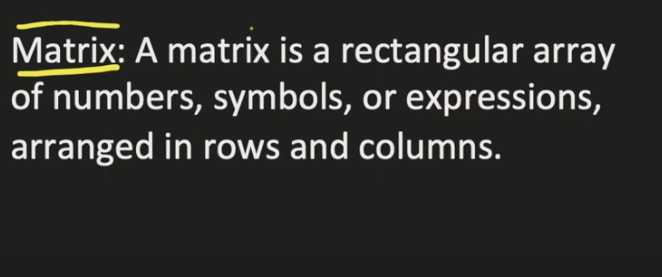 Matrix: A matrix is a rectangular array
of numbers, symbols, or expressions,
arranged in rows and columns.